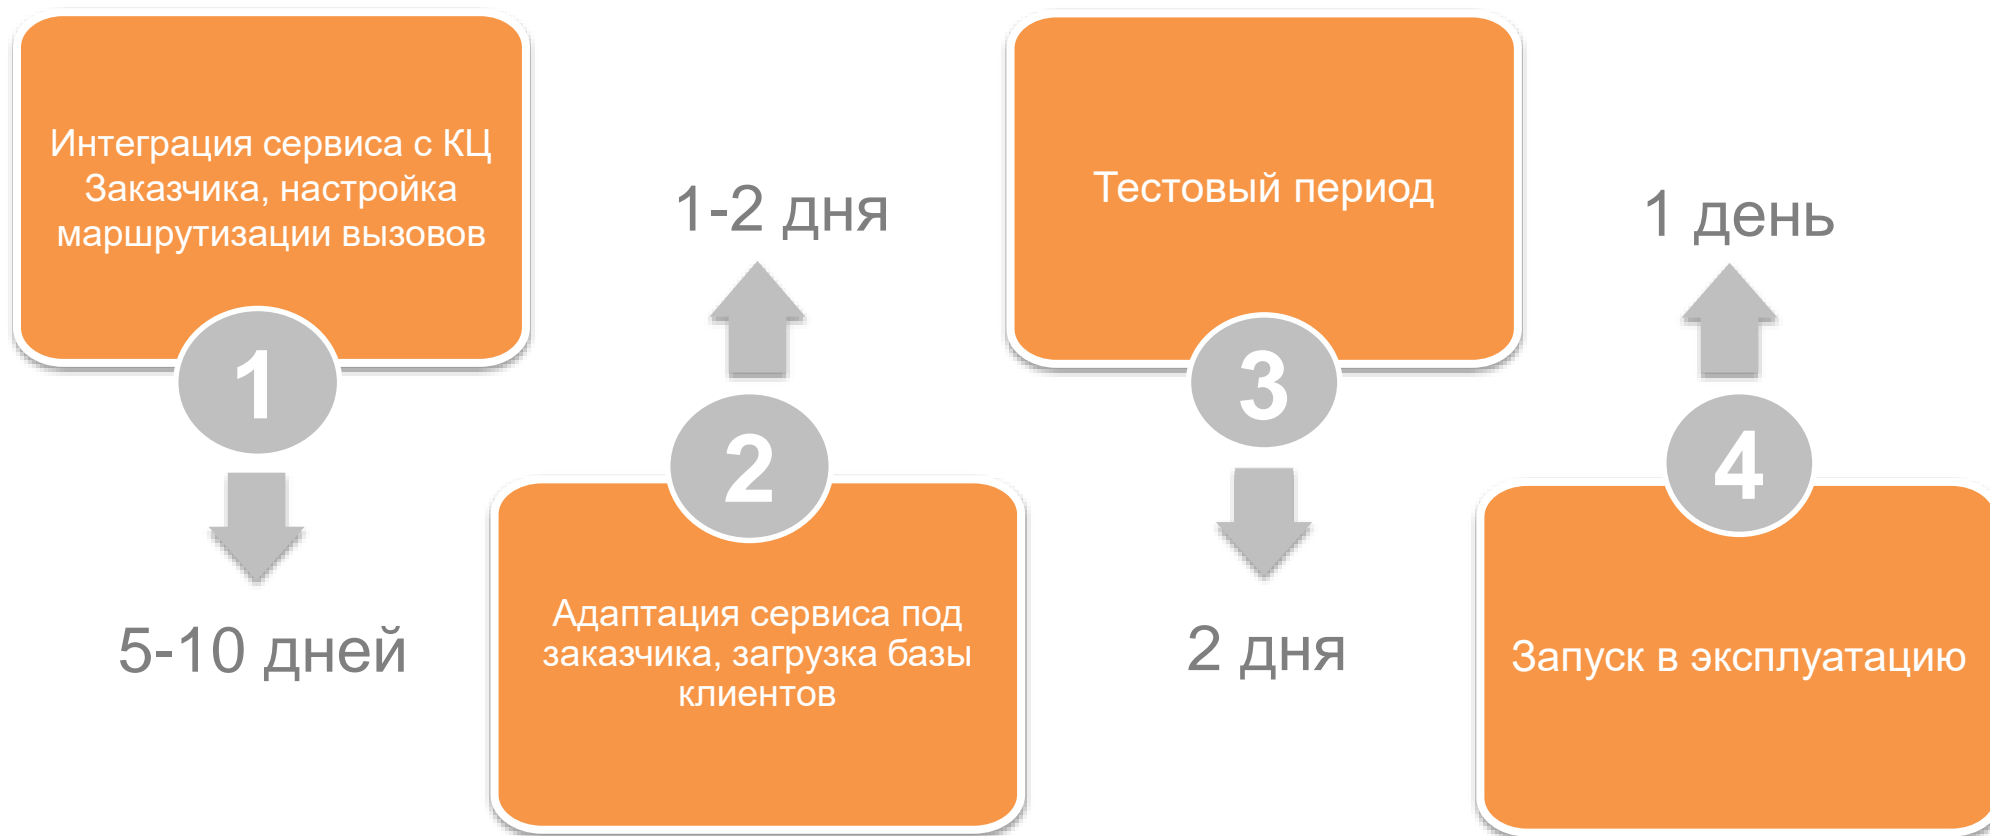 Интеграция сервиса с КЦ
Заказчика, настройка
маршрутизации вызовов
1
5-10 дней
1-2 дня
2
Адаптация сервиса под
заказчика, загрузка базы
клиентов
Тестовый период
3
2 дня
1 день
4
Запуск в эксплуатацию